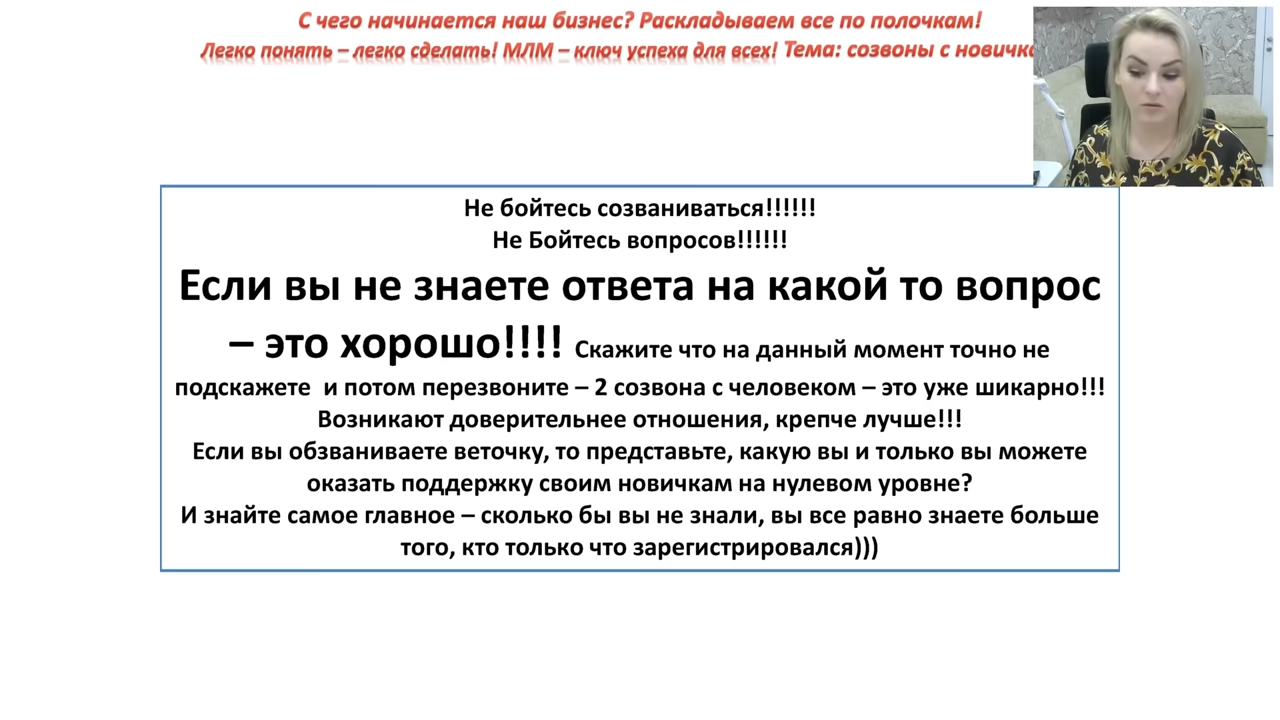 С чего начинается наш бизнес? Раскладываем все по полочкам!
Легко понять – легко сделать! МЛМ – ключ успеха для всех! Тема: созвоны с
Не бойтесь созваниваться!!!!!!
Не Бойтесь вопросов!!!!!!
Если вы не знаете ответа на какой то вопрос
– это хорошо!!!! Скажите что на данный момент точно не
подскажете и потом перезвоните – 2 созвона с человеком – это уже шикарно!!!
Возникают доверительнее отношения, крепче лучше!!!
Если вы обзваниваете веточку, то представьте, какую вы и только вы можете
оказать поддержку своим новичкам на нулевом уровне?
И знайте самое главное – сколько бы вы не знали, вы все равно знаете больше
того, кто только что зарегистрировался)))